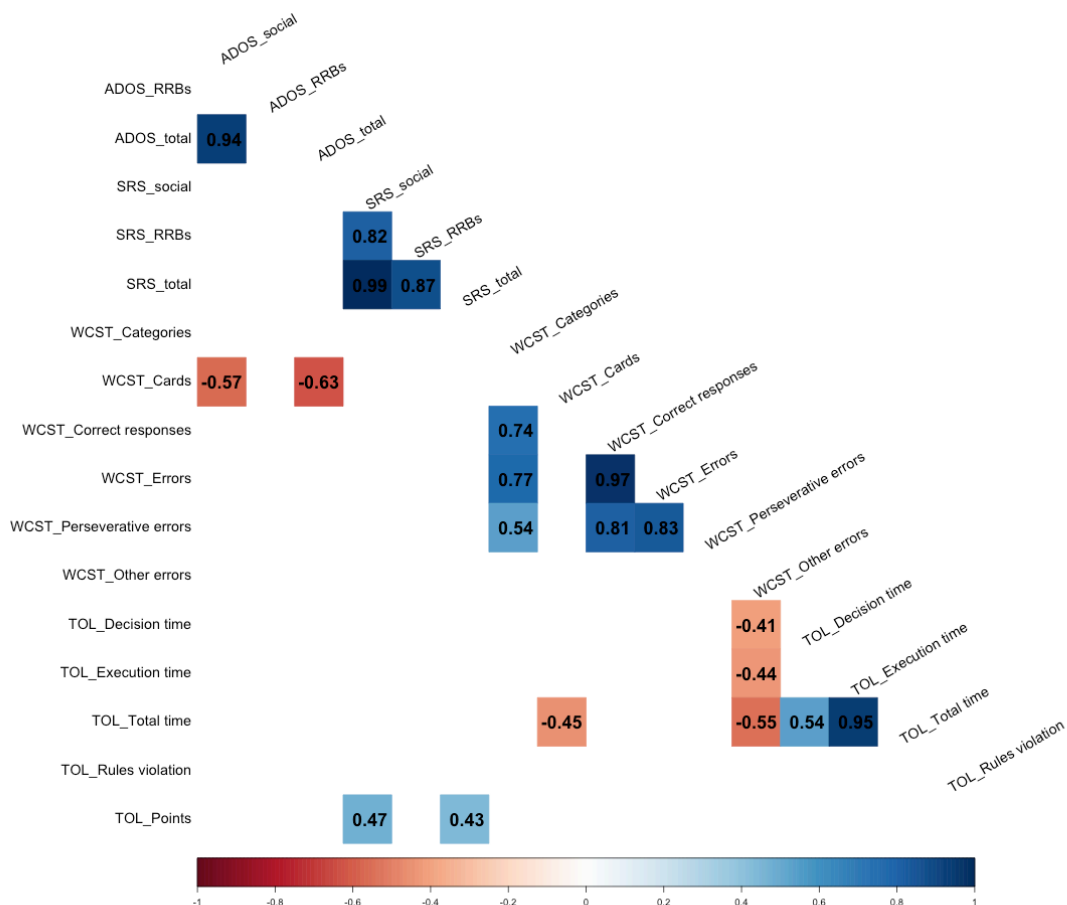 ADOS_social
ADOS_RRBs
ADOS_RRBs
ADOS_total
0.94
ADOS_total
SRS_social
SRS_social
SRS_RRBs
0.82
SRS_RRBs
SRS_total
0.99 0.87
SRS_total
WCST_Categories
WCST_Categories
WCST_Cards
-0.57 -0.63
WCST_Cards
WCST_Correct responses
0.74
WCST_Correct responses
WCST_Errors
0.77 0.97
WCST_Errors
WCST_Perseverative errors
0.54 0.81 0.83
WCST_Perseverative errors
WCST_Other errors
WCST_Other errors
TOL_Decision time
-0.41
TOL_Decision time
TOL_Execution time
-0.44
TOL_Execution time
TOL_Total time
-0.45 -0.55 0.54 0.95
TOL_Total time
TOL_Rules violation
TOL_Rules violation
TOL_Points
0.47 0.43
-1 -0.8 -0.6 -0.4 -0.2 0 0.2 0.4 0.6 0.8 1